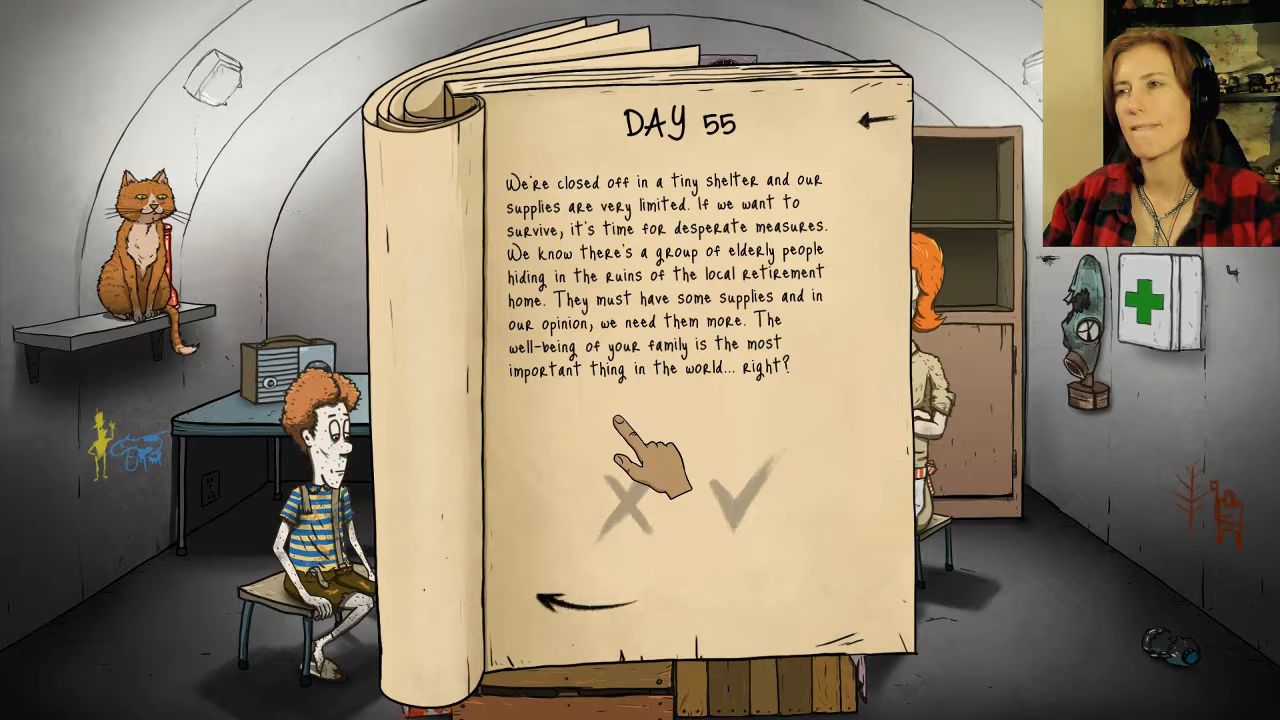 DAY 55
We're closed off in a tiny shelter and our
supplies are very limited. If we want to
survive, it's time for desperate measures.
We know there's a group of elderly people
hiding in the ruins of the local retirement
home. They must have some supplies and in
our opinion, we need them more. The
well-being of your family is the most
important thing in the world... right?